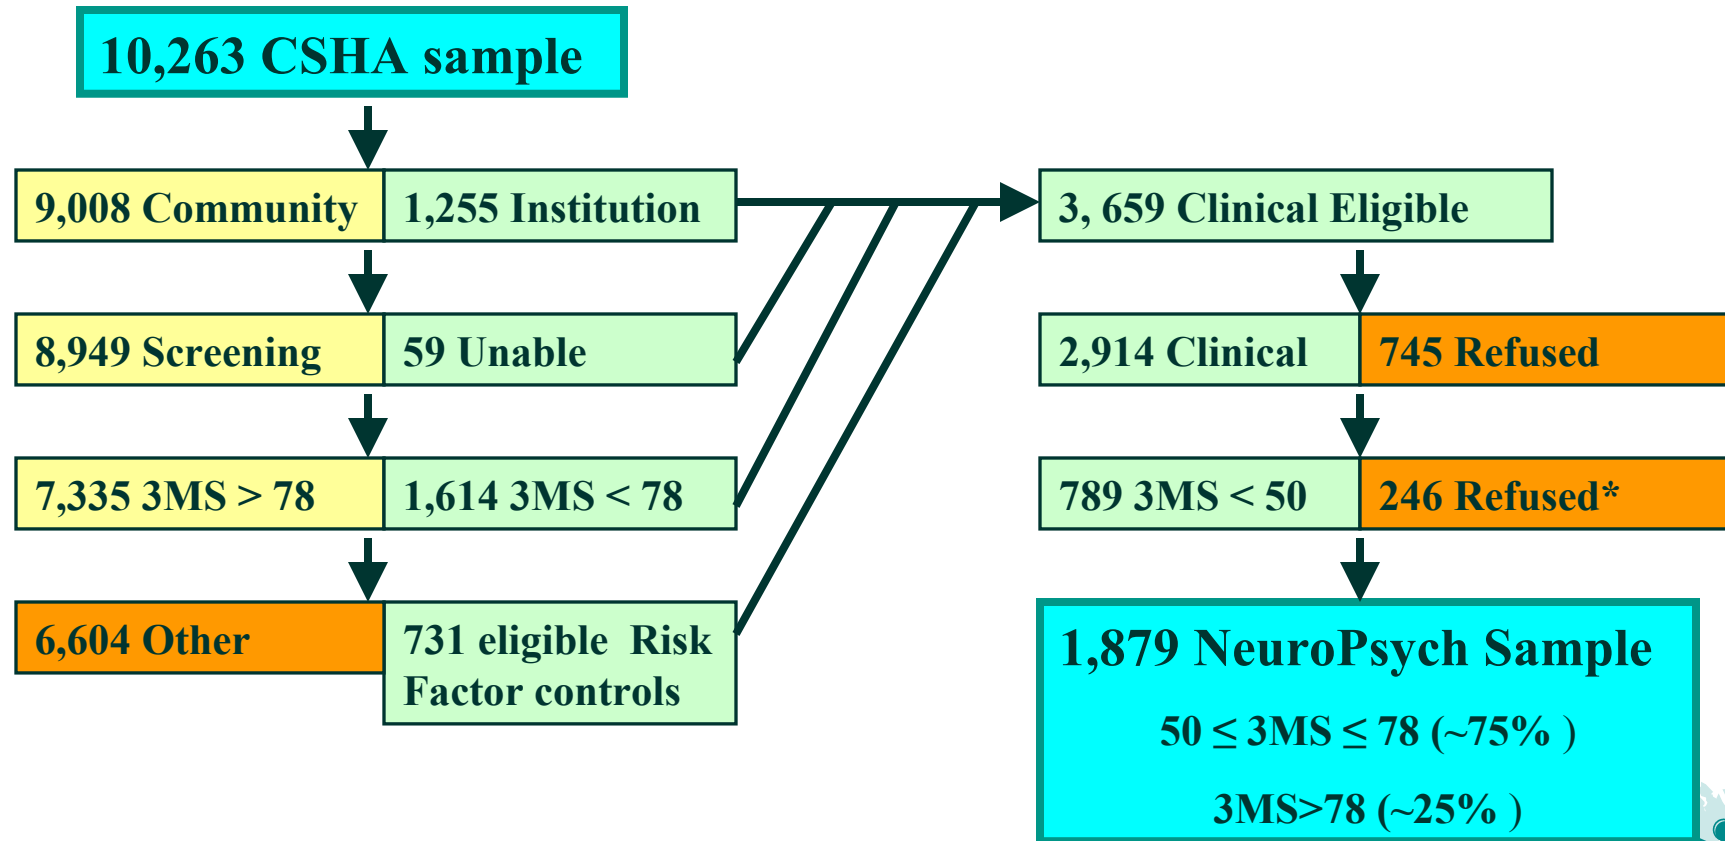 10,263 CSHA sample
9,008 Community
1,255 Institution
8,949 Screening
59 Unable
7,335 3MS > 78
1,614 3MS < 78
6,604 Other
731 eligible  Risk
Factor controls
3, 659 Clinical Eligible
2,914 Clinical
745 Refused
789 3MS < 50
246 Refused*
1,879 NeuroPsych Sample
50 ≤ 3MS ≤ 78 (~75% )
3MS>78 (~25% )